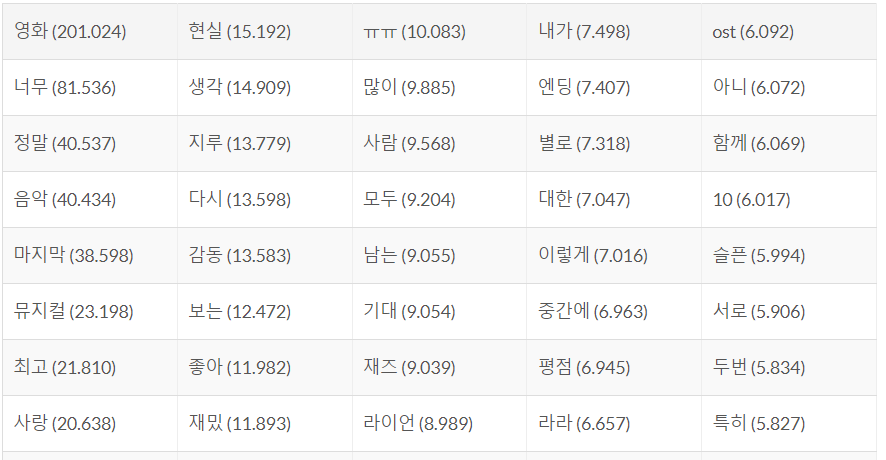 영화 (201.024) 현실 (15.192) ㅠㅠ (10.083) 내가 (7.498) ost (6.092)
너무 (81.536) 생각 (14.909) 많이 (9.885) 엔딩 (7.407) 아니 (6.072)
정말 (40.537) 지루 (13.779) 사람 (9.568) 별로 (7.318) 함께 (6.069)
음악 (40.434) 다시 (13.598) 모두 (9.204) 대한 (7.047) 10 (6.017)
마지막 (38.598) 감동 (13.583) 남는 (9.055) 이렇게 (7.016) 슬픈 (5.994)
뮤지컬 (23.198) 보는 (12.472) 기대 (9.054) 중간에 (6.963) 서로 (5.906)
최고 (21.810) 좋아 (11.982) 재즈 (9.039) 평점 (6.945) 두번 (5.834)
사랑 (20.638) 재밌 (11.893) 라이언 (8.989) 라라 (6.657) 특히 (5.827)